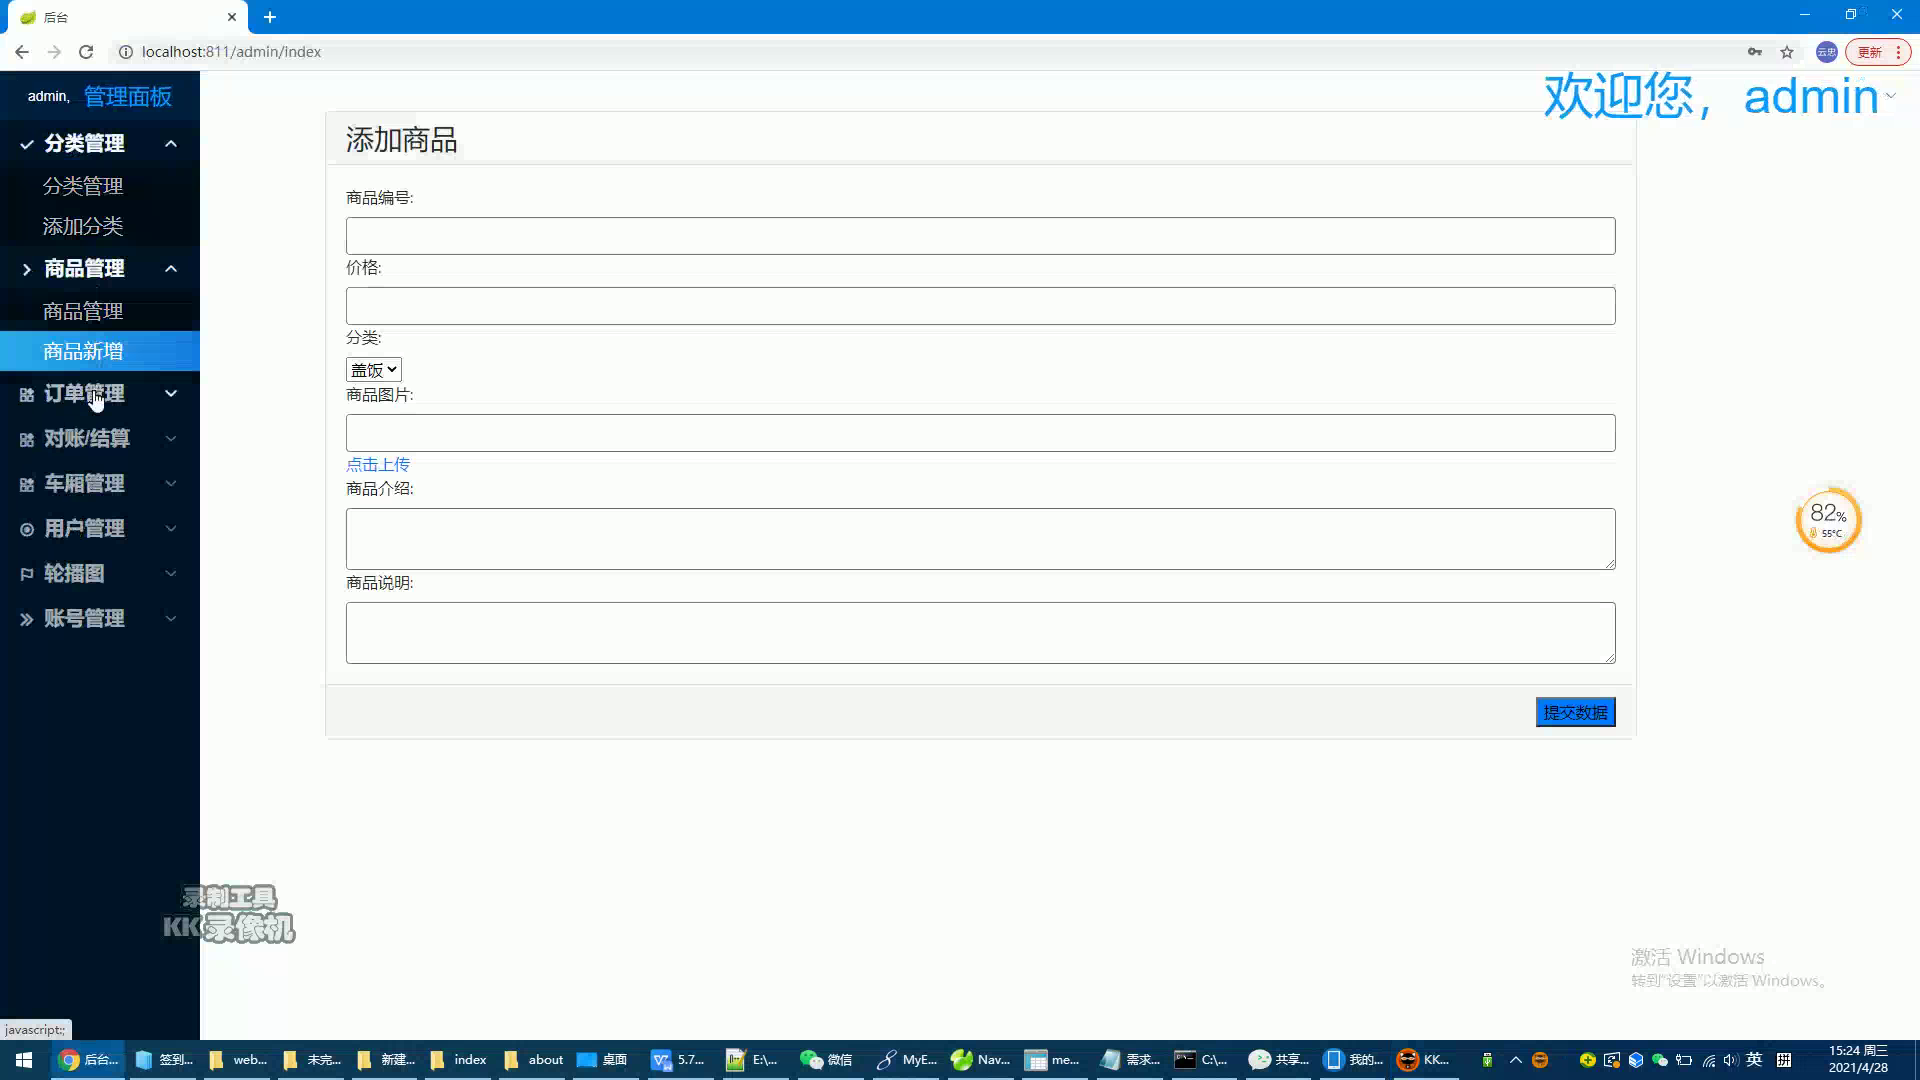 后台
localhost:811/admin/index
更新
admin,
管理面板
欢迎您，admin
分类管理
分类管理
添加分类
商品管理
商品管理
商品新增
订单管理
对账/结算
车厢管理
用户管理
轮播图
账号管理
添加商品
商品编号:
价格:
分类:
盖饭
商品图片:
点击上传
商品介绍:
商品说明:
提交数据
82%
55°C
录制工具
KK录像机
激活 Windows
转到"设置"以激活 Windows。
javascript:;
后台...
签到...
web...
未完...
新建...
index
about
桌面
5.7...
E:\...
微信
MyE...
Nav...
me...
需求...
C:\...
共享...
我的...
KK...
英
拼
15:24 周三
2021/4/28